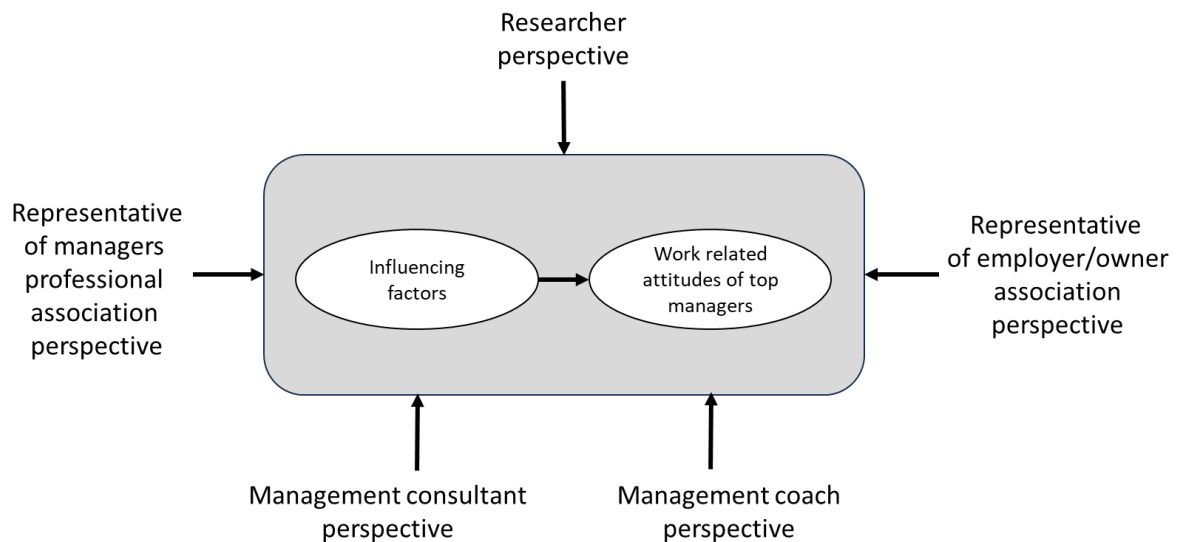 Researcher
perspective
Representative
of managers
professional
association
perspective
Influencing
factors
Work related
attitudes of top
managers
Representative
of employer/owner
association
perspective
Management consultant
perspective
Management coach
perspective